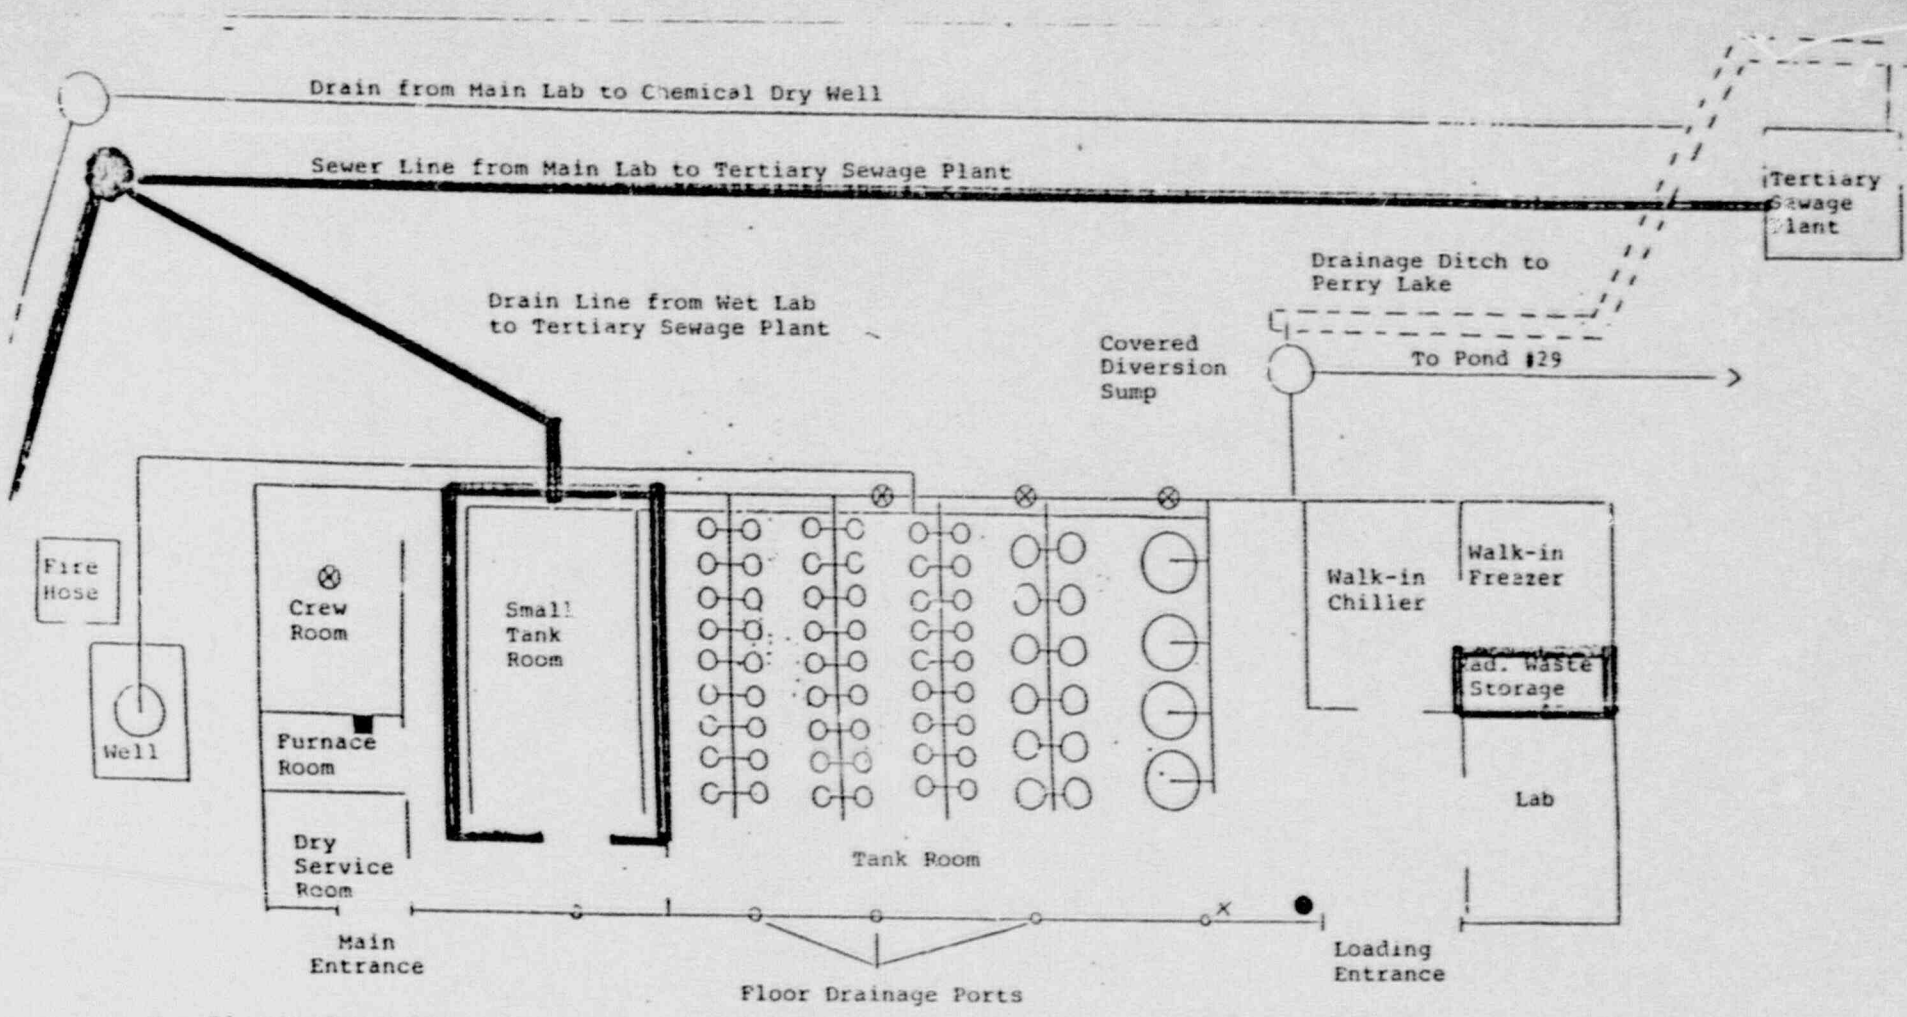 Drain from Main Lab to Chemical Dry Well
Sewer Line from Main Lab to Tertiary Sewage Plant
Tertiary
Sewage
Plant
Drainage Ditch to
Perry Lake
Drain Line from Wet Lab
to Tertiary Sewage Plant
Covered
Diversion
Sump
To Pond #29
Fire
Hose
Crew
Room
Small
Tank
Room
Walk-in
Chiller
Walk-in
Freezer
Rad. Waste
Storage
Well
Furnace
Room
Lab
Dry
Service
Room
Tank Room
x
Main
Entrance
Loading
Entrance
Floor Drainage Ports